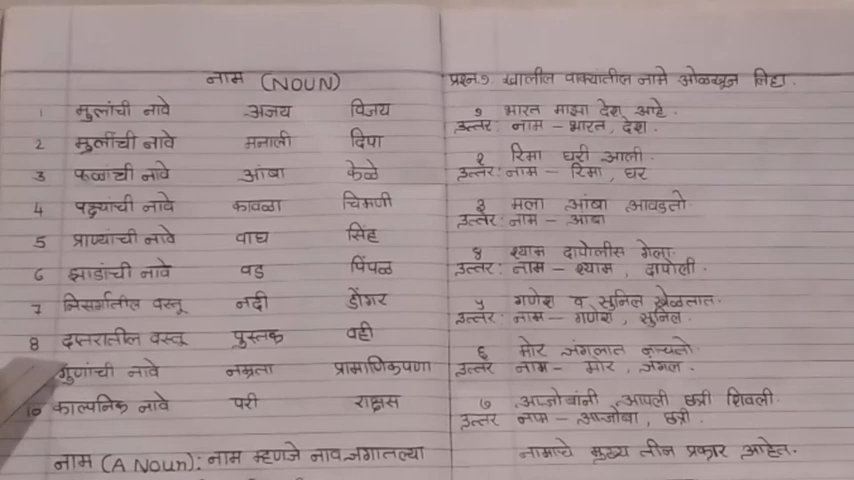 नाम (NOUN)
1 मुलांची नावे अजय विजय
2 मुलींची नावे मनाली दिपा
3 फळांची नावे आंबा केळे
4 पक्ष्यांची नावे कावळा चिमणी
5 प्राण्यांची नावे वाघ सिंह
6 झाडांची नावे वड पिंपळ
7 निसर्गातील वस्तू नदी डोंगर
8 दप्तरातील वस्तू पुस्तक वही
गुणांची नावे नम्रता प्रामाणिकपणा
10 काल्पनिक नावे परी राक्षस
नाम (A Noun): नाम म्हणजे नाव जगातल्या
प्रश्न.१ खालील वाक्यातील नामे ओळखून लिहा.
१ भारत माझा देश आहे.
उत्तर: नाम - भारत, देश.
२ रिमा घरी आली.
उत्तर: नाम - रिमा, घर
३ मला आंबा आवडतो.
उत्तर: नाम - आंबा
४ श्याम दापोलीस गेला.
उत्तर: नाम - श्याम, दापोली.
५ गणेश व सुनिल खेळतात.
उत्तर: नाम - गणेश, सुनिल.
६ मोर जंगलात नाचतो.
उत्तर नाम - मोर, जंगल.
७ आजोबांनी आपली छत्री शिवली.
उत्तर नाम - आजोबा, छत्री.
नामाचे मुख्य तीन प्रकार आहेत.